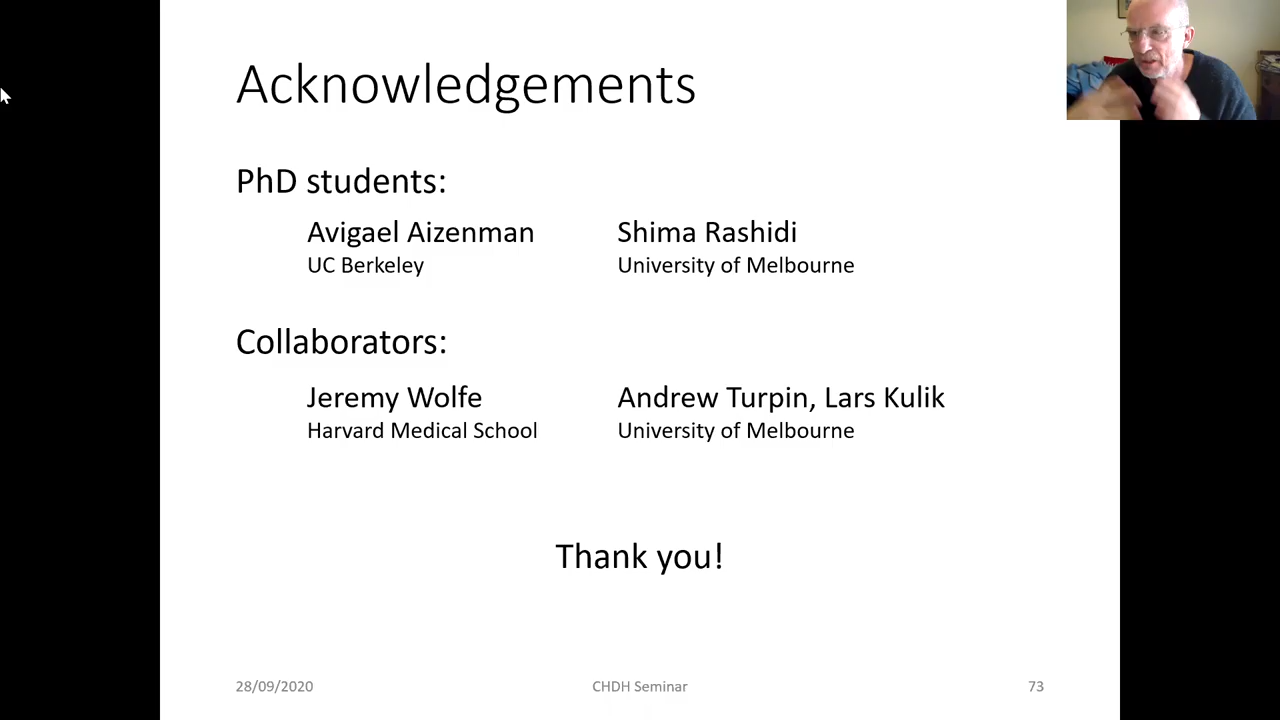 Acknowledgements
PhD students:
Avigael Aizenman
UC Berkeley
Shima Rashidi
University of Melbourne
Collaborators:
Jeremy Wolfe
Harvard Medical School
Andrew Turpin, Lars Kulik
University of Melbourne
Thank you!
28/09/2020
CHDH Seminar
73